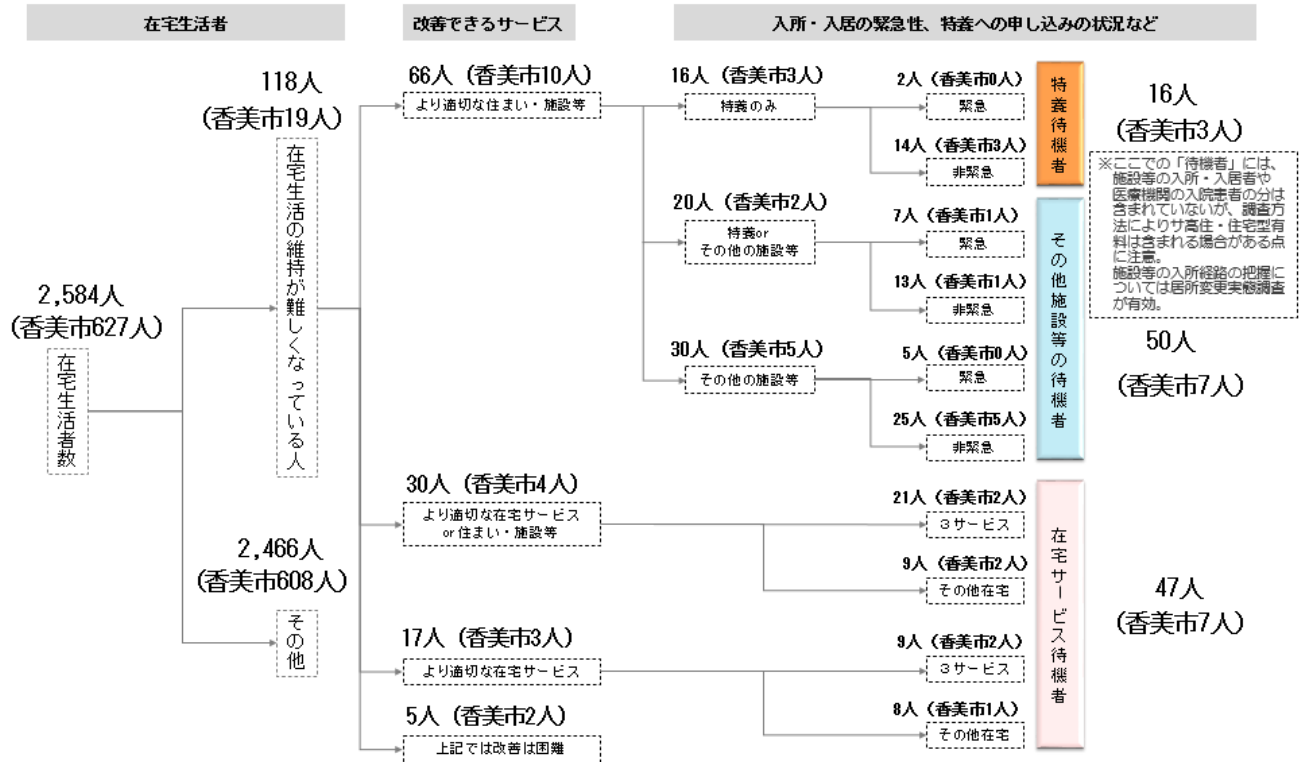 在宅生活者
改善できるサービス
入所・入居の緊急性、特養への申し込みの状況など
2,584人
(香美市627人)
在宅生活者数
118人
(香美市19人)
在宅生活の維持が難しくなっている人
2,466人
(香美市608人)
その他
66人（香美市10人）
より適切な住まい・施設等
30人（香美市4人）
より適切な在宅サービス
or住まい・施設等
17人（香美市3人）
より適切な在宅サービス
5人（香美市2人）
上記では改善は困難
16人（香美市3人）
特養のみ
20人（香美市2人）
特養or
その他の施設等
30人（香美市5人）
その他の施設等
2人（香美市0人）
緊急
14人（香美市3人）
非緊急
7人（香美市1人）
緊急
13人（香美市1人）
非緊急
5人（香美市0人）
緊急
25人（香美市5人）
非緊急
21人（香美市2人）
3サービス
9人（香美市2人）
その他在宅
9人（香美市2人）
3サービス
8人（香美市1人）
その他在宅
特養待機者
その他施設等の待機者
在宅サービス待機者
16人
(香美市3人)
※ここでの「待機者」には、
施設等の入所・入居者や
医療機関の入院患者の分は
含まれていないが、調査方
法によりサ高住・住宅型有
料は含まれる場合がある点
に注意。
施設等の入所経路の把握に
ついては居所変更実態調査
が有効。
50人
(香美市7人)
47人
(香美市7人)